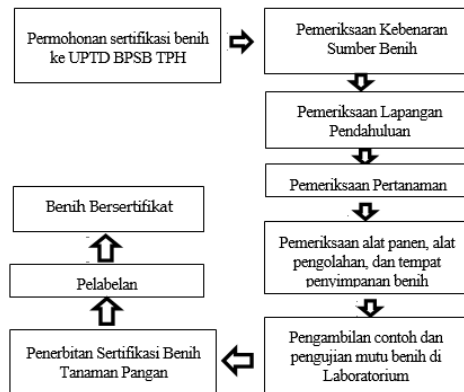 Permohonan sertifikasi benih
ke UPTD BPSB TPH
Pemeriksaan Kebenaran
Sumber Benih
Pemeriksaan Lapangan
Pendahuluan
Pemeriksaan Pertanaman
Pemeriksaan alat panen, alat
pengolahan, dan tempat
penyimpanan benih
Pengambilan contoh dan
pengujian mutu benih di
Laboratorium
Penerbitan Sertifikasi Benih
Tanaman Pangan
Pelabelan
Benih Bersertifikat